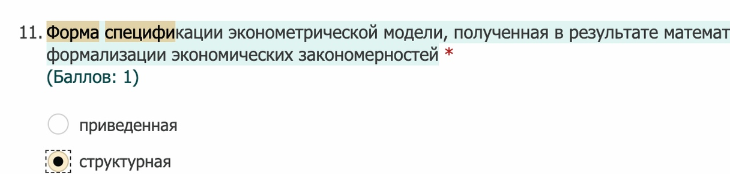 11. Форма спецификации эконометрической модели, полученная в результате математ
формализации экономических закономерностей *
(Баллов: 1)
приведенная
структурная